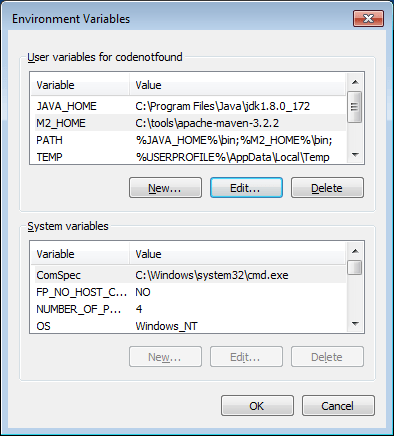 Environment Variables
User variables for codenotfound
Variable Value
JAVA_HOME C:\Program Files\Java\jdk1.8.0_172
M2_HOME C:\tools\apache-maven-3.2.2
PATH %JAVA_HOME%\bin;%M2_HOME%\bin;
TEMP %USERPROFILE%\AppData\Local\Temp
New... Edit... Delete
System variables
Variable Value
ComSpec C:\Windows\system32\cmd.exe
FP_NO_HOST_C... NO
NUMBER_OF_P... 4
OS Windows_NT
New... Edit... Delete
OK Cancel